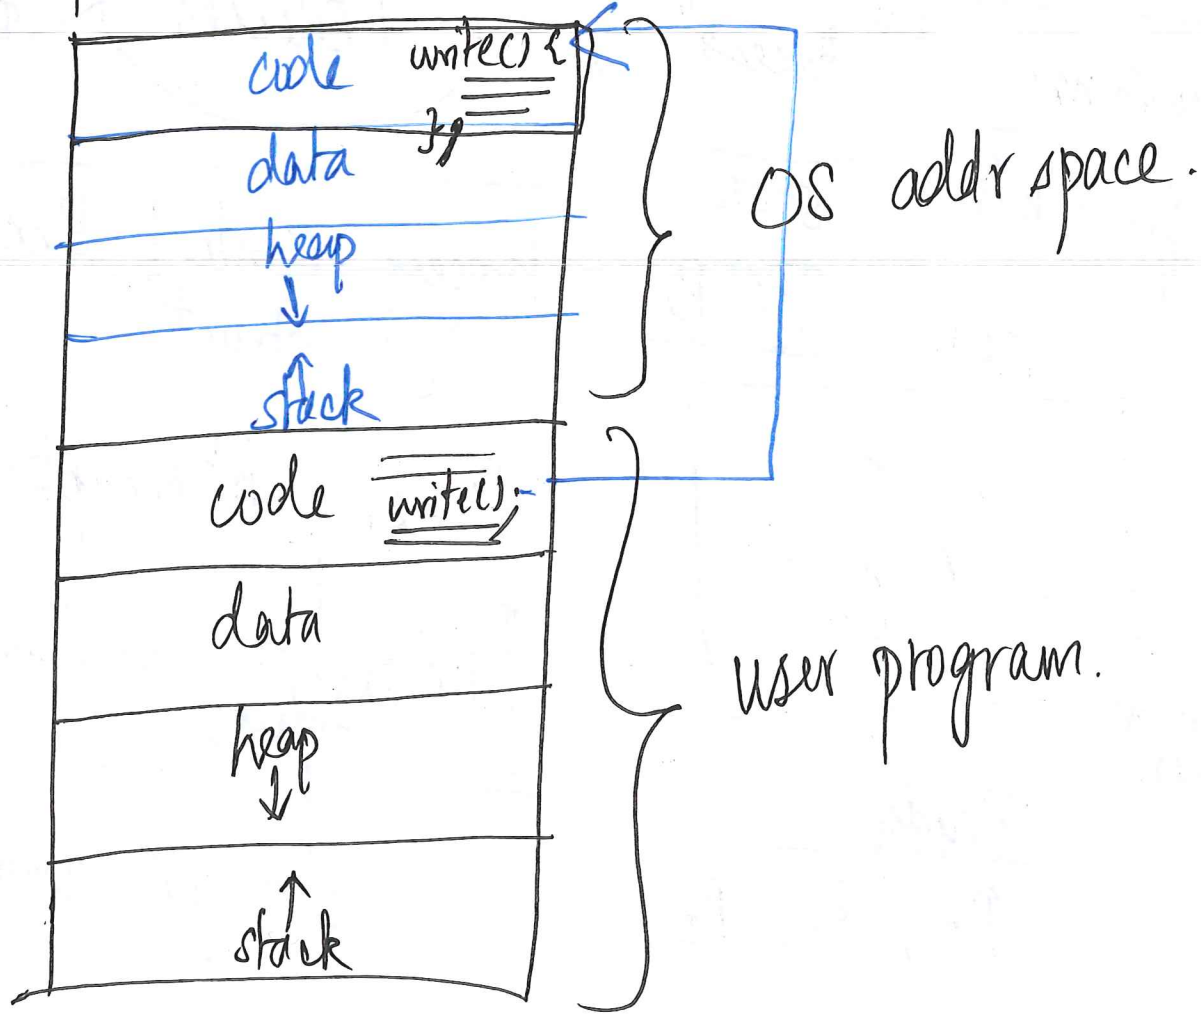 code write() {
};
data
heap
stack
OS addr space.
code write();
data
heap
stack
user program.